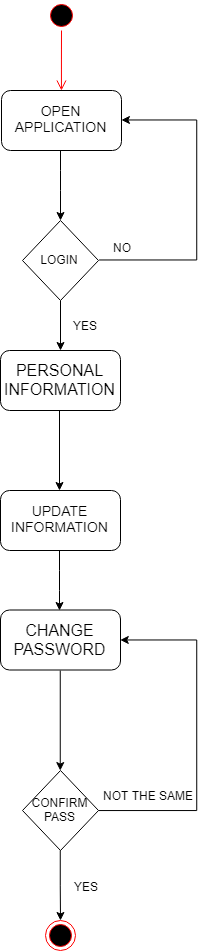 OPEN
APPLICATION
LOGIN
NO
YES
PERSONAL
INFORMATION
UPDATE
INFORMATION
CHANGE
PASSWORD
CONFIRM
PASS
NOT THE SAME
YES